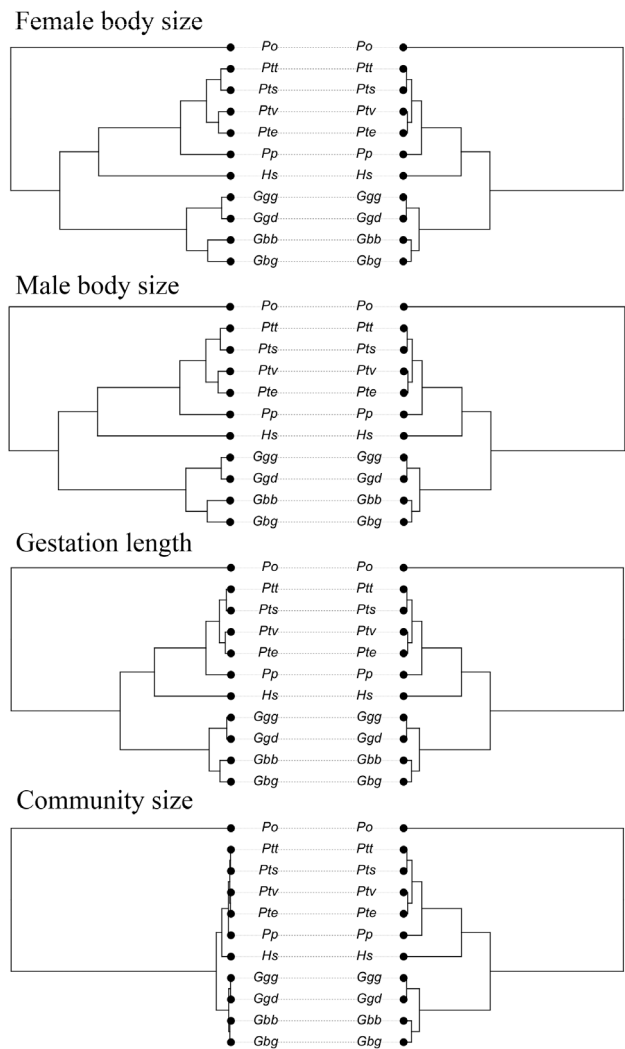 Female body size
Po Po
Ptt Ptt
Pts Pts
Ptv Ptv
Pte Pte
Pp Pp
Hs Hs
Ggg Ggg
Ggd Ggd
Gbb Gbb
Gbg Gbg
Male body size
Po Po
Ptt Ptt
Pts Pts
Ptv Ptv
Pte Pte
Pp Pp
Hs Hs
Ggg Ggg
Ggd Ggd
Gbb Gbb
Gbg Gbg
Gestation length
Po Po
Ptt Ptt
Pts Pts
Ptv Ptv
Pte Pte
Pp Pp
Hs Hs
Ggg Ggg
Ggd Ggd
Gbb Gbb
Gbg Gbg
Community size
Po Po
Ptt Ptt
Pts Pts
Ptv Ptv
Pte Pte
Pp Pp
Hs Hs
Ggg Ggg
Ggd Ggd
Gbb Gbb
Gbg Gbg